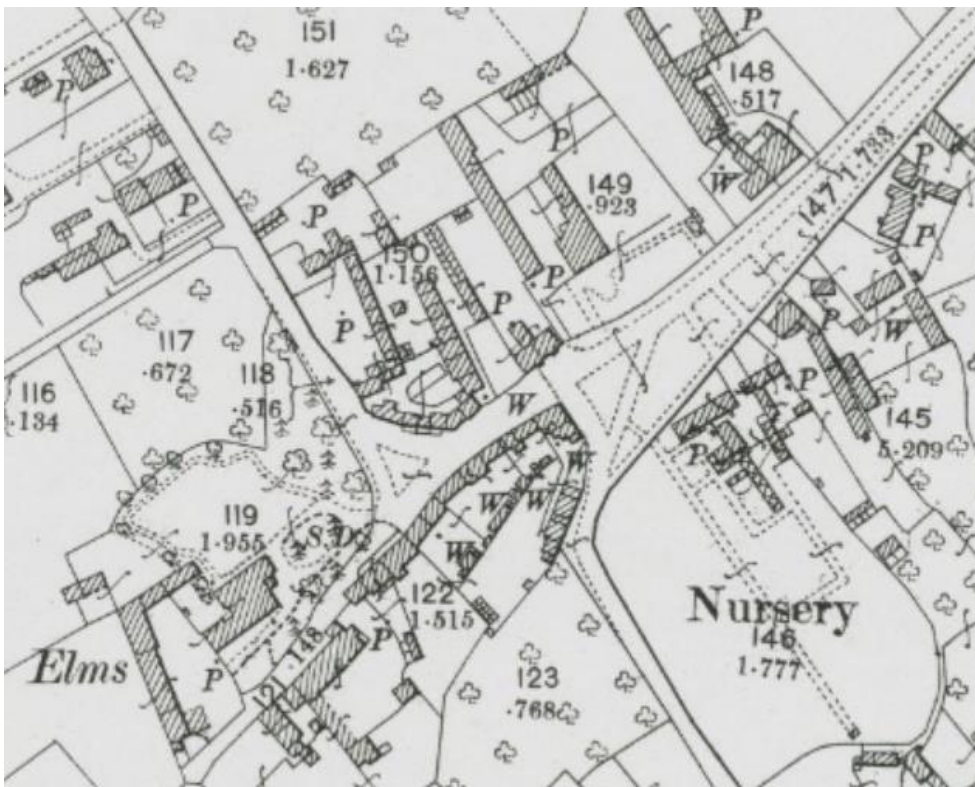 151
1·627
148
·517
P
W
147 1.733
P
P
149
·923
P
P
P
150
1·156
P
P
P
P
W
W
117
·672
118
·516
116
·134
145
5·209
P
W
W
W
W
P
119
1·955
S.D.
122
1·515
·148
P
P
Elms
123
·768
Nursery
146
1·777